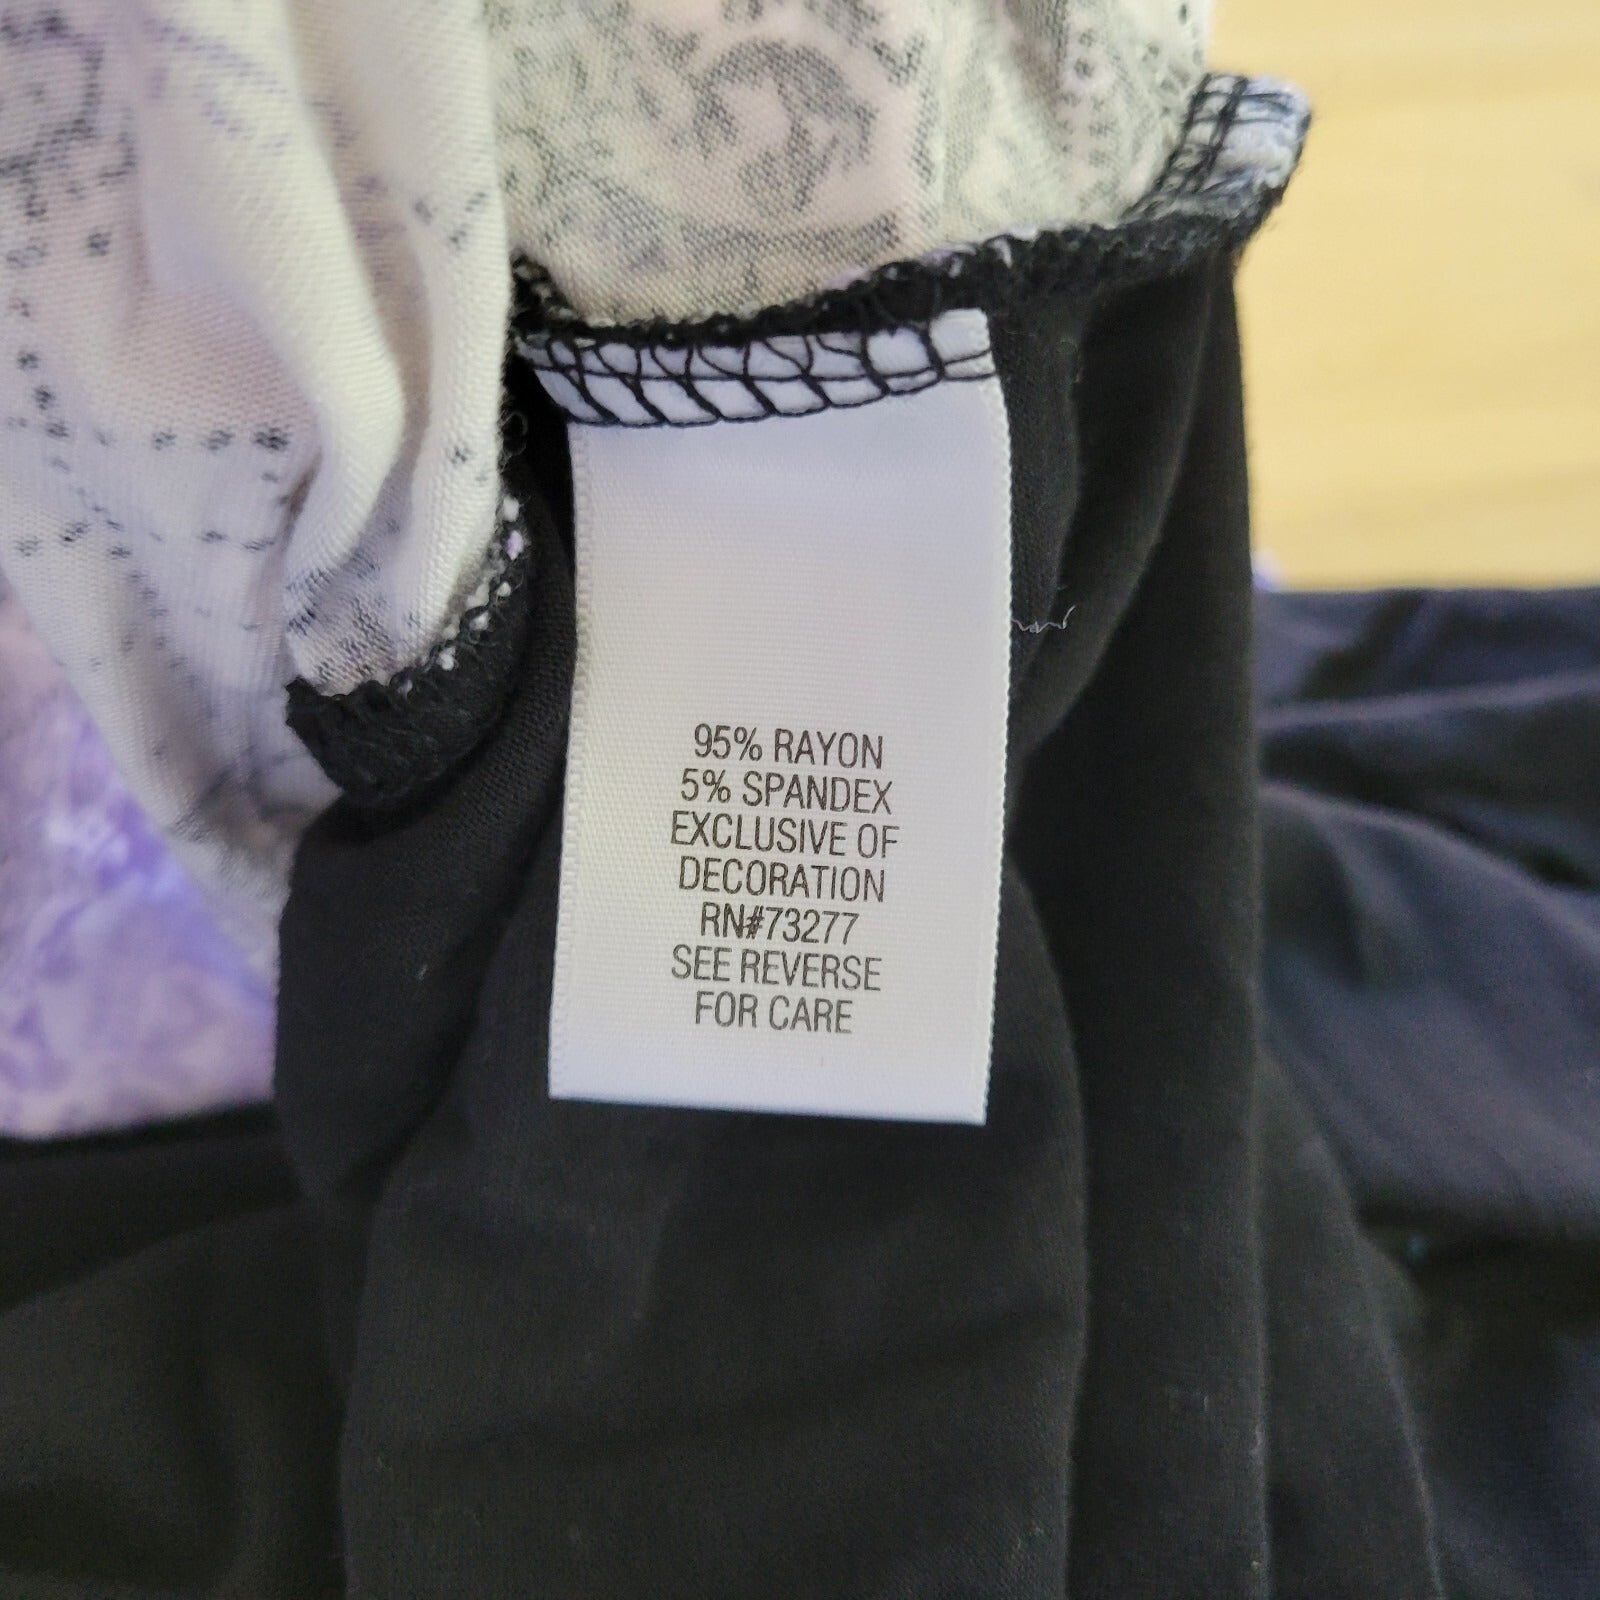 95% RAYON
5% SPANDEX
EXCLUSIVE OF
DECORATION
RN#73277
SEE REVERSE
FOR CARE